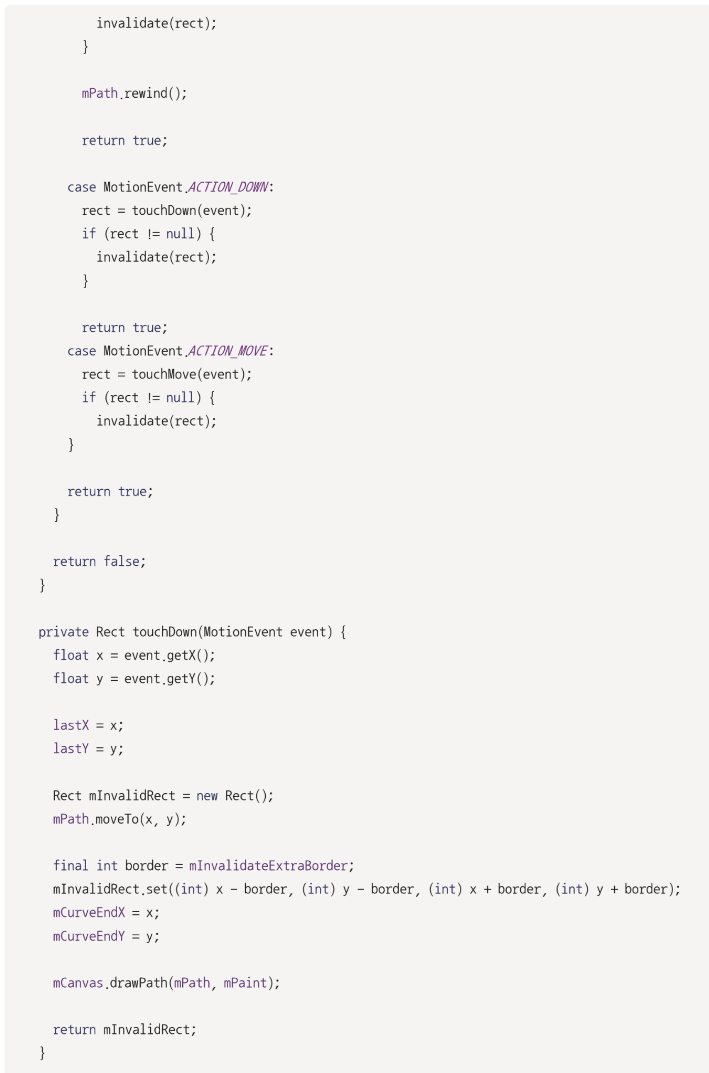 invalidate(rect);
}
mPath.rewind();
return true;
case MotionEvent.ACTION_DOWN:
rect = touchDown(event);
if (rect != null) {
invalidate(rect);
}
return true;
case MotionEvent.ACTION_MOVE:
rect = touchMove(event);
if (rect != null) {
invalidate(rect);
}
return true;
}
return false;
}
private Rect touchDown(MotionEvent event) {
float x = event.getX();
float y = event.getY();
lastX = x;
lastY = y;
Rect mInvalidRect = new Rect();
mPath.moveTo(x, y);
final int border = mInvalidateExtraBorder;
mInvalidRect.set((int) x - border, (int) y - border, (int) x + border, (int) y + border);
mCurveEndX = x;
mCurveEndY = y;
mCanvas.drawPath(mPath, mPaint);
return mInvalidRect;
}